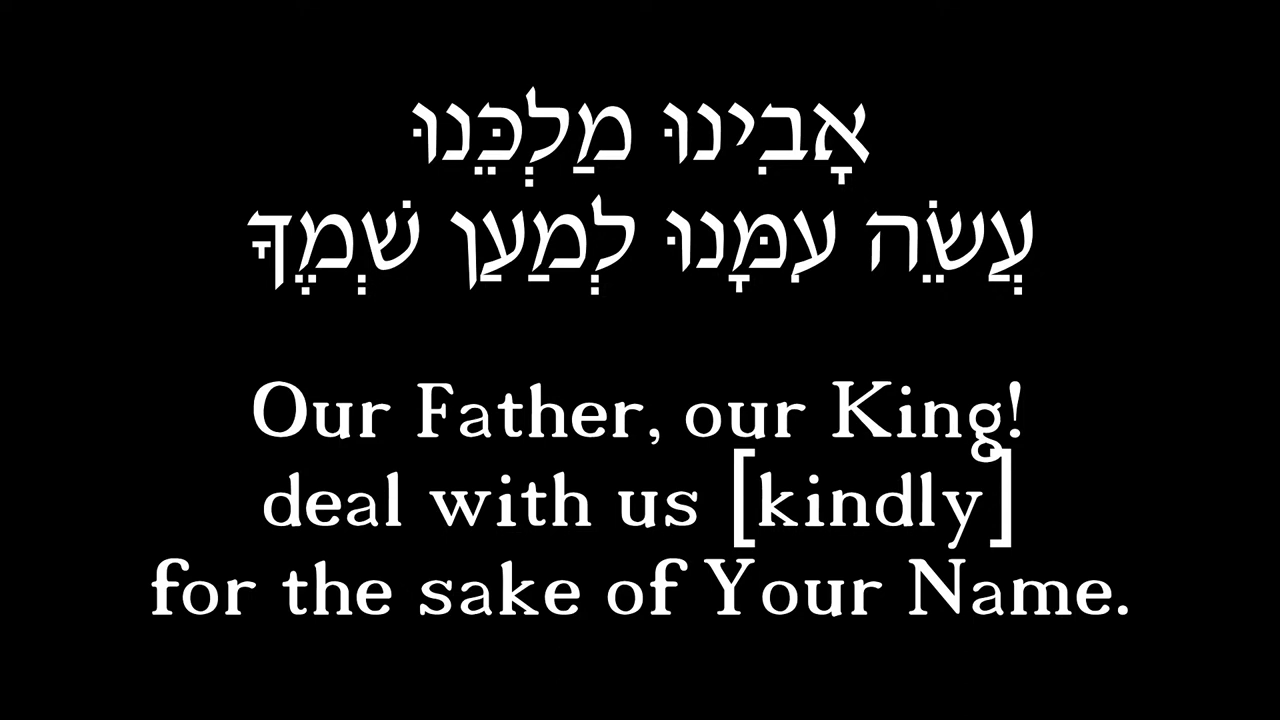 אָבִינוּ מַלְכֵּנוּ
עֲשֵׂה עִמָּנוּ לְמַעַן שְׁמֶךָ
Our Father, our King!
deal with us [kindly]
for the sake of Your Name.